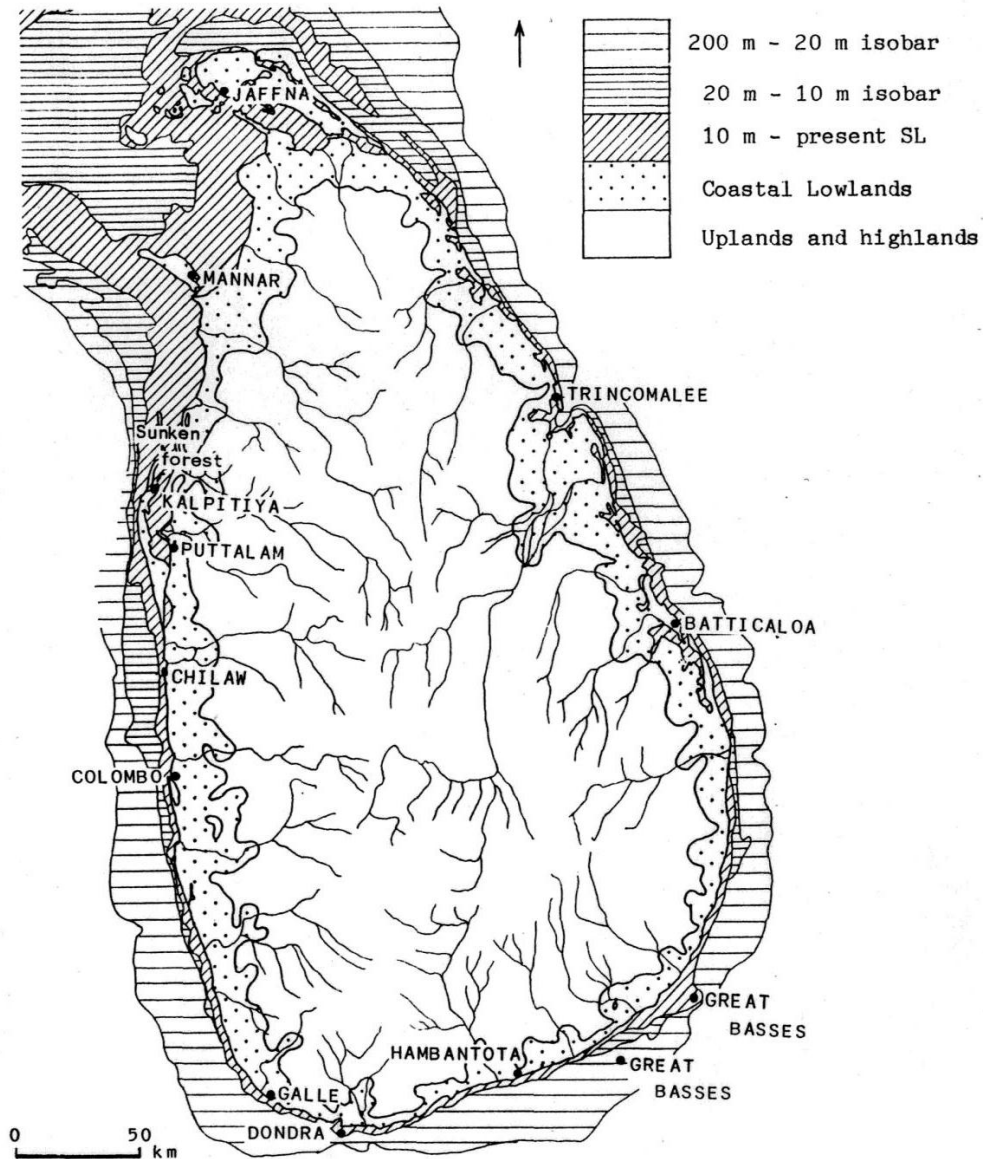 200 m - 20 m isobar
20 m - 10 m isobar
10 m - present SL
Coastal Lowlands
Uplands and highlands
JAFFNA
MANNAR
TRINCOMALEE
Sunken
forest
KALPITIYA
PUTTALAM
BATTICALOA
CHILAW
COLOMBO
GREAT
BASSES
HAMBANTOTA
GREAT
BASSES
GALLE
DONDRA
0 50
km